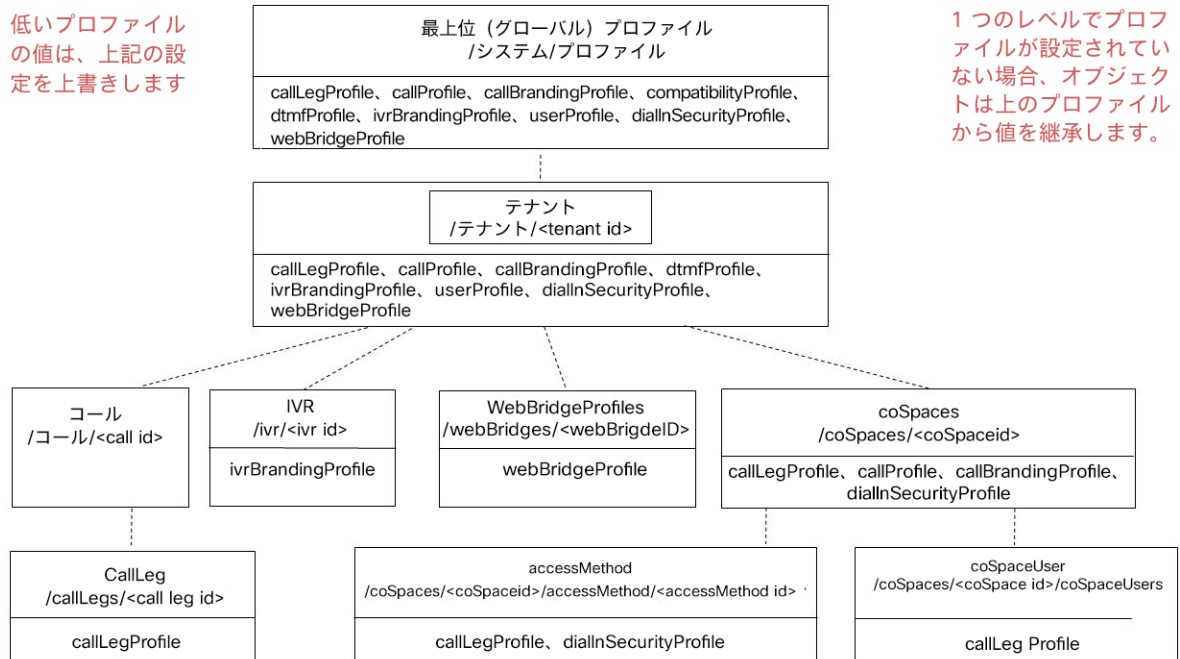 低いプロファイル
の値は、上記の設
定を上書きします
最上位（グローバル）プロファイル
/システム/プロファイル
callLegProfile、callProfile、callBrandingProfile、compatibilityProfile、
dtmfProfile、ivrBrandingProfile、userProfile、dialInSecurityProfile、
webBridgeProfile
1 つのレベルでプロフ
ァイルが設定されてい
ない場合、オブジェク
トは上のプロファイル
から値を継承します。
テナント
/テナント/<tenant id>
callLegProfile、callProfile、callBrandingProfile、dtmfProfile、
ivrBrandingProfile、userProfile、dialInSecurityProfile、
webBridgeProfile
コール
/コール/<call id>
IVR
/ivr/<ivr id>
ivrBrandingProfile
WebBridgeProfiles
/webBridges/<webBrigdeID>
webBridgeProfile
coSpaces
/coSpaces/<coSpaceid>
callLegProfile、callProfile、callBrandingProfile、
dialInSecurityProfile
CallLeg
/callLegs/<call leg id>
callLegProfile
accessMethod
/coSpaces/<coSpaceid>/accessMethod/<accessMethod id>
callLegProfile、dialInSecurityProfile
coSpaceUser
/coSpaces/<coSpace id>/coSpaceUsers
callLeg Profile